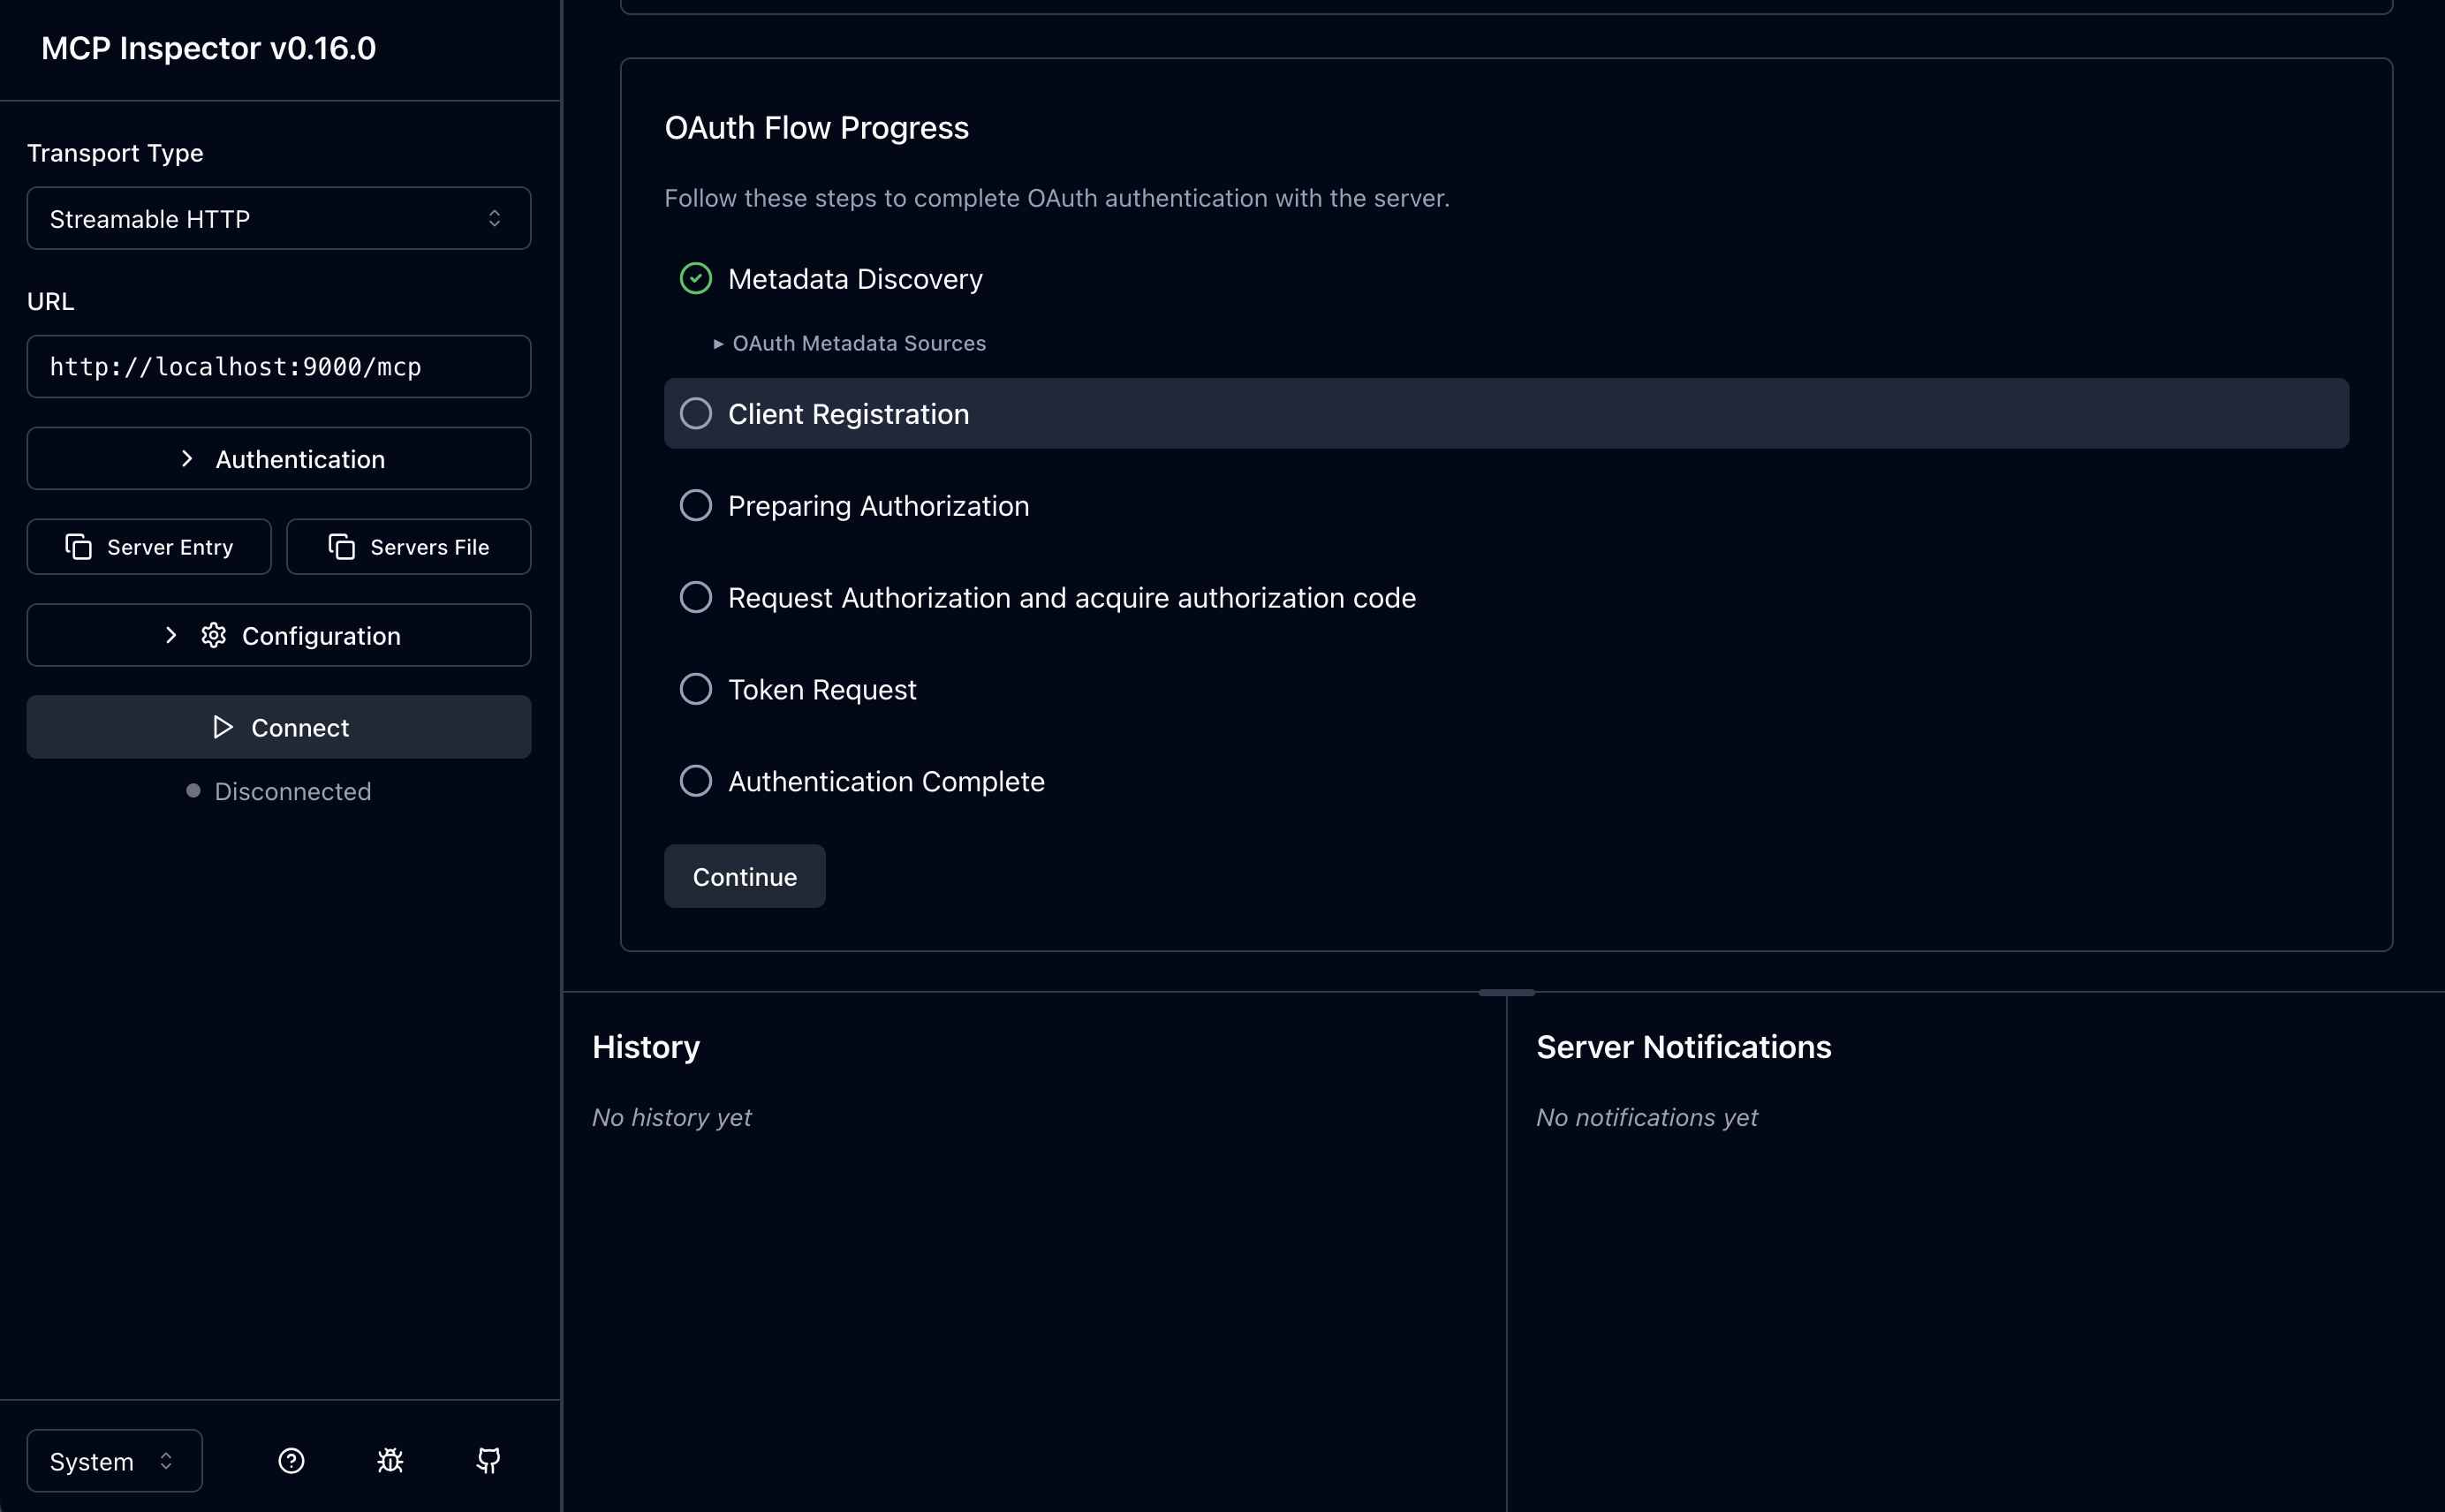 MCP Inspector v0.16.0
Transport Type
Streamable HTTP
URL
http://localhost:9000/mcp
Authentication
Server Entry
Servers File
Configuration
Connect
Disconnected
System
OAuth Flow Progress
Follow these steps to complete OAuth authentication with the server.
Metadata Discovery
OAuth Metadata Sources
Client Registration
Preparing Authorization
Request Authorization and acquire authorization code
Token Request
Authentication Complete
Continue
History
No history yet
Server Notifications
No notifications yet